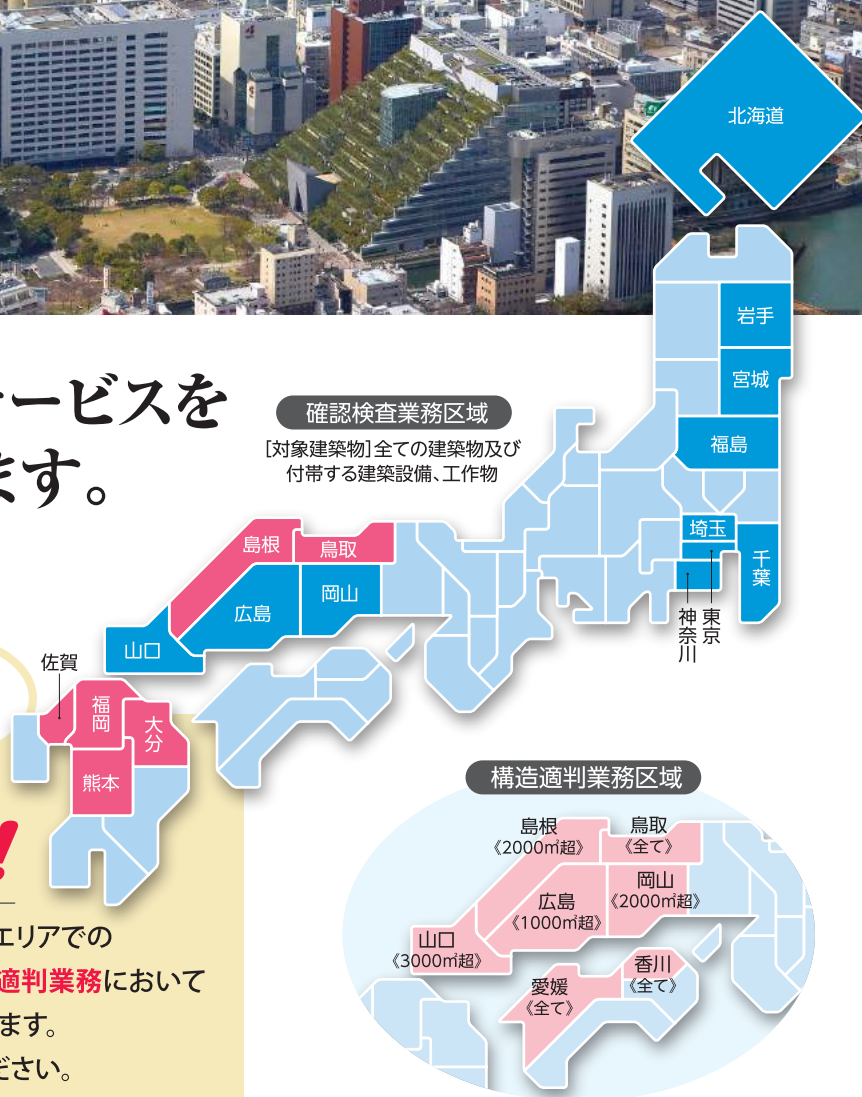 北海道
岩手
宮城
福島
埼玉
千葉
東京
神奈川
ービスを
ます。
確認検査業務区域
[対象建築物]全ての建築物及び
付帯する建築設備、工作物
島根
鳥取
岡山
広島
山口
佐賀
福岡
大分
熊本
!
エリアでの
適判業務において
ます。
ださい。
構造適判業務区域
島根
《2000㎡超》
鳥取
《全て》
岡山
《2000㎡超》
広島
《1000㎡超》
山口
《3000㎡超》
香川
《全て》
愛媛
《全て》